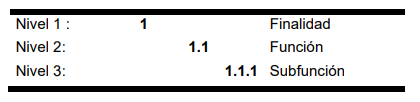 Nivel 1 : 1 Finalidad
Nivel 2: 1.1 Función
Nivel 3: 1.1.1 Subfunción